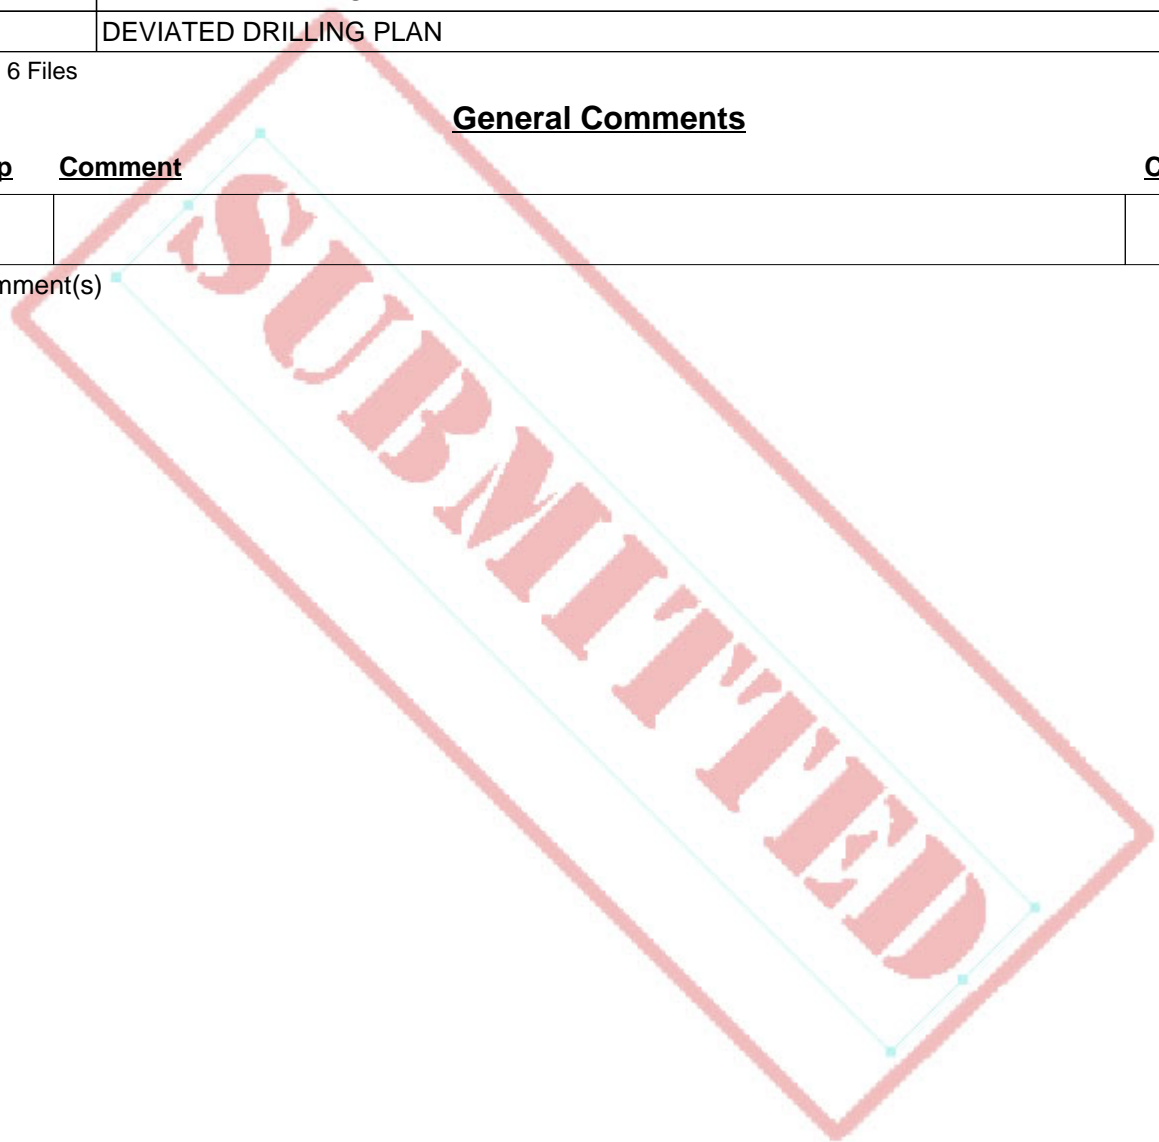 DEVIATED DRILLING PLAN
6 Files
General Comments
p Comment C
mment(s)
SUBMITTED